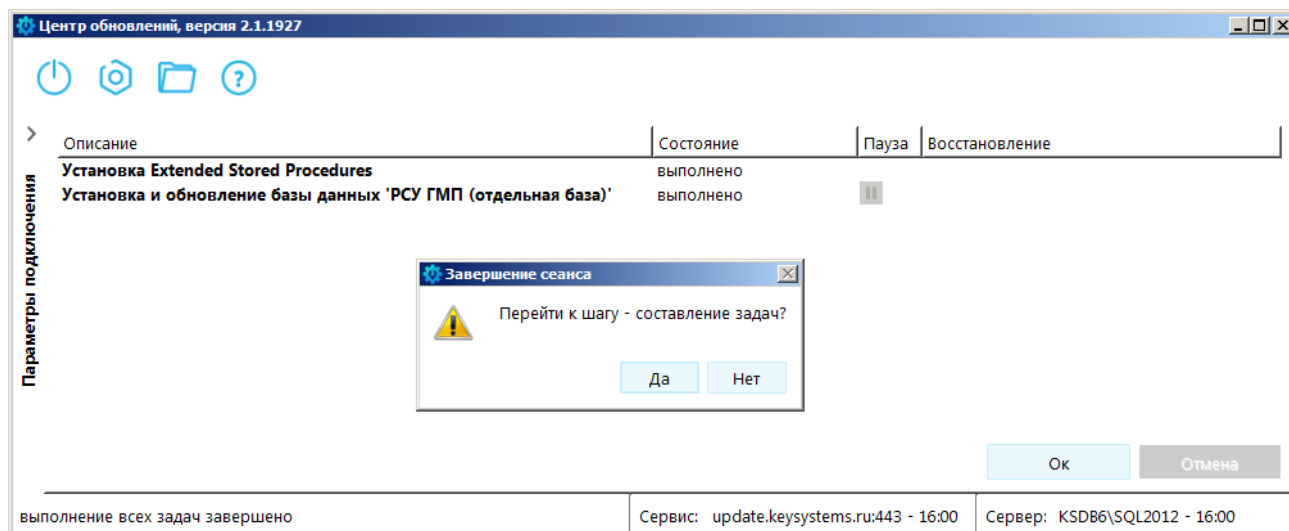 Центр обновлений, версия 2.1.1927
Описание Состояние Пауза Восстановление
Установка Extended Stored Procedures выполнено
Установка и обновление базы данных 'РСУ ГМП (отдельная база)' выполнено
Параметры подключения
Завершение сеанса
Перейти к шагу - составление задач?
Да Нет
Ок Отмена
выполнение всех задач завершено Сервис: update.keysystems.ru:443 - 16:00 Сервер: KSDB6\SQL2012 - 16:00